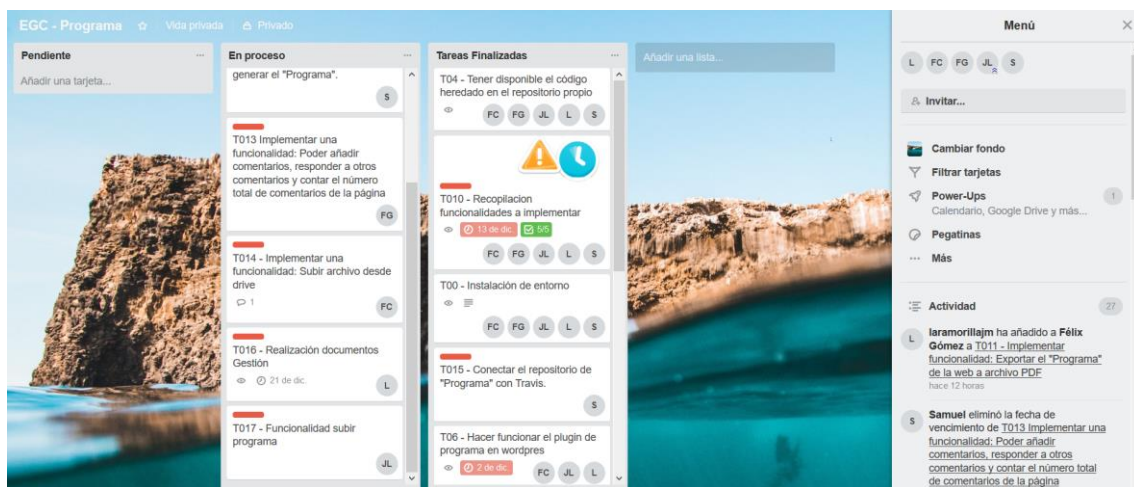 EGC - Programa
Vida privada
Privado
Pendiente
Añadir una tarjeta...
En proceso
generar el "Programa".
S
T013 Implementar una
funcionalidad: Poder añadir
comentarios, responder a otros
comentarios y contar el número
total de comentarios de la página
FG
T014 - Implementar una
funcionalidad: Subir archivo desde
drive
1
FC
T016 - Realización documentos
Gestión
21 de dic.
L
T017 - Funcionalidad subir
programa
JL
Tareas Finalizadas
T04 - Tener disponible el código
heredado en el repositorio propio
FC FG JL L S
T010 - Recopilacion
funcionalidades a implementar
13 de dic 5/5
FC FG JL L S
T00 - Instalación de entorno
FC FG JL L S
T015 - Conectar el repositorio de
"Programa" con Travis.
S
T06 - Hacer funcionar el plugin de
programa en wordpres
2 de dic.
FC JL L
Añadir una lista...
Menú
L FC FG JL S
Invitar...
Cambiar fondo
Filtrar tarjetas
Power-Ups 1
Calendario, Google Drive y más...
Pegatinas
Más
Actividad 27
L
laramorillajm ha añadido a Félix
Gómez a T011 - Implementar
funcionalidad: Exportar el "Programa"
de la web a archivo PDF
hace 12 horas
S
Samuel eliminó la fecha de
vencimiento de T013 Implementar una
funcionalidad: Poder añadir
comentarios, responder a otros
comentarios y contar el número total
de comentarios de la página